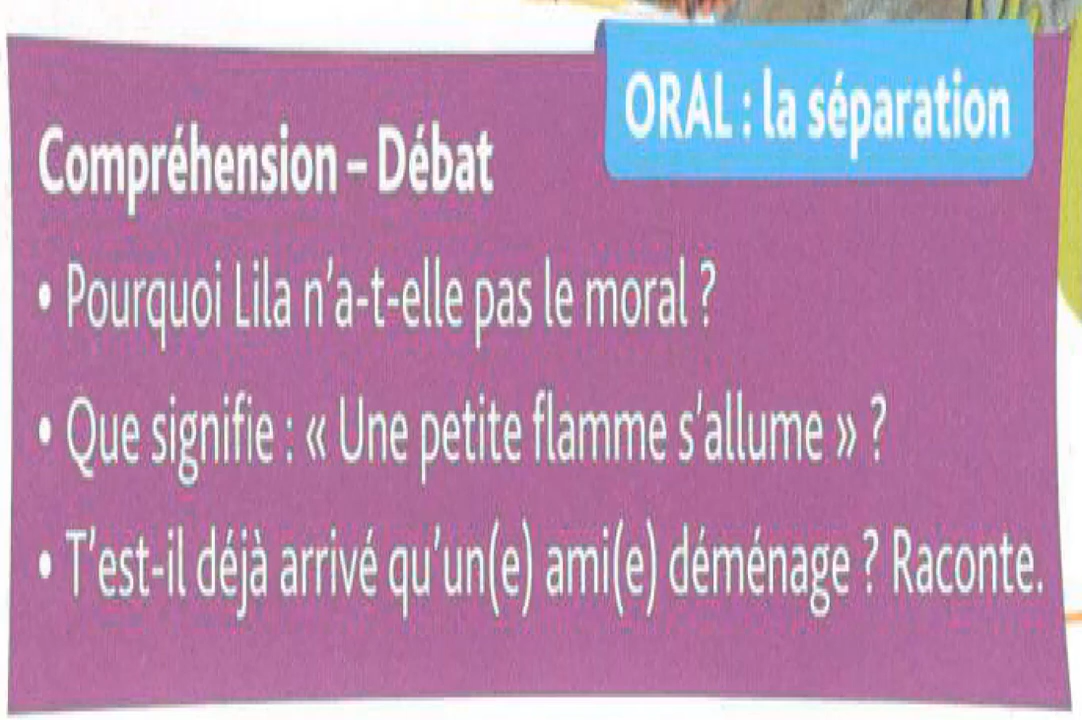 ORAL : la séparation
Compréhension – Débat
• Pourquoi Lila n'a-t-elle pas le moral ?
• Que signifie : « Une petite flamme s'allume » ?
• T'est-il déjà arrivé qu'un(e) ami(e) déménage ? Raconte.